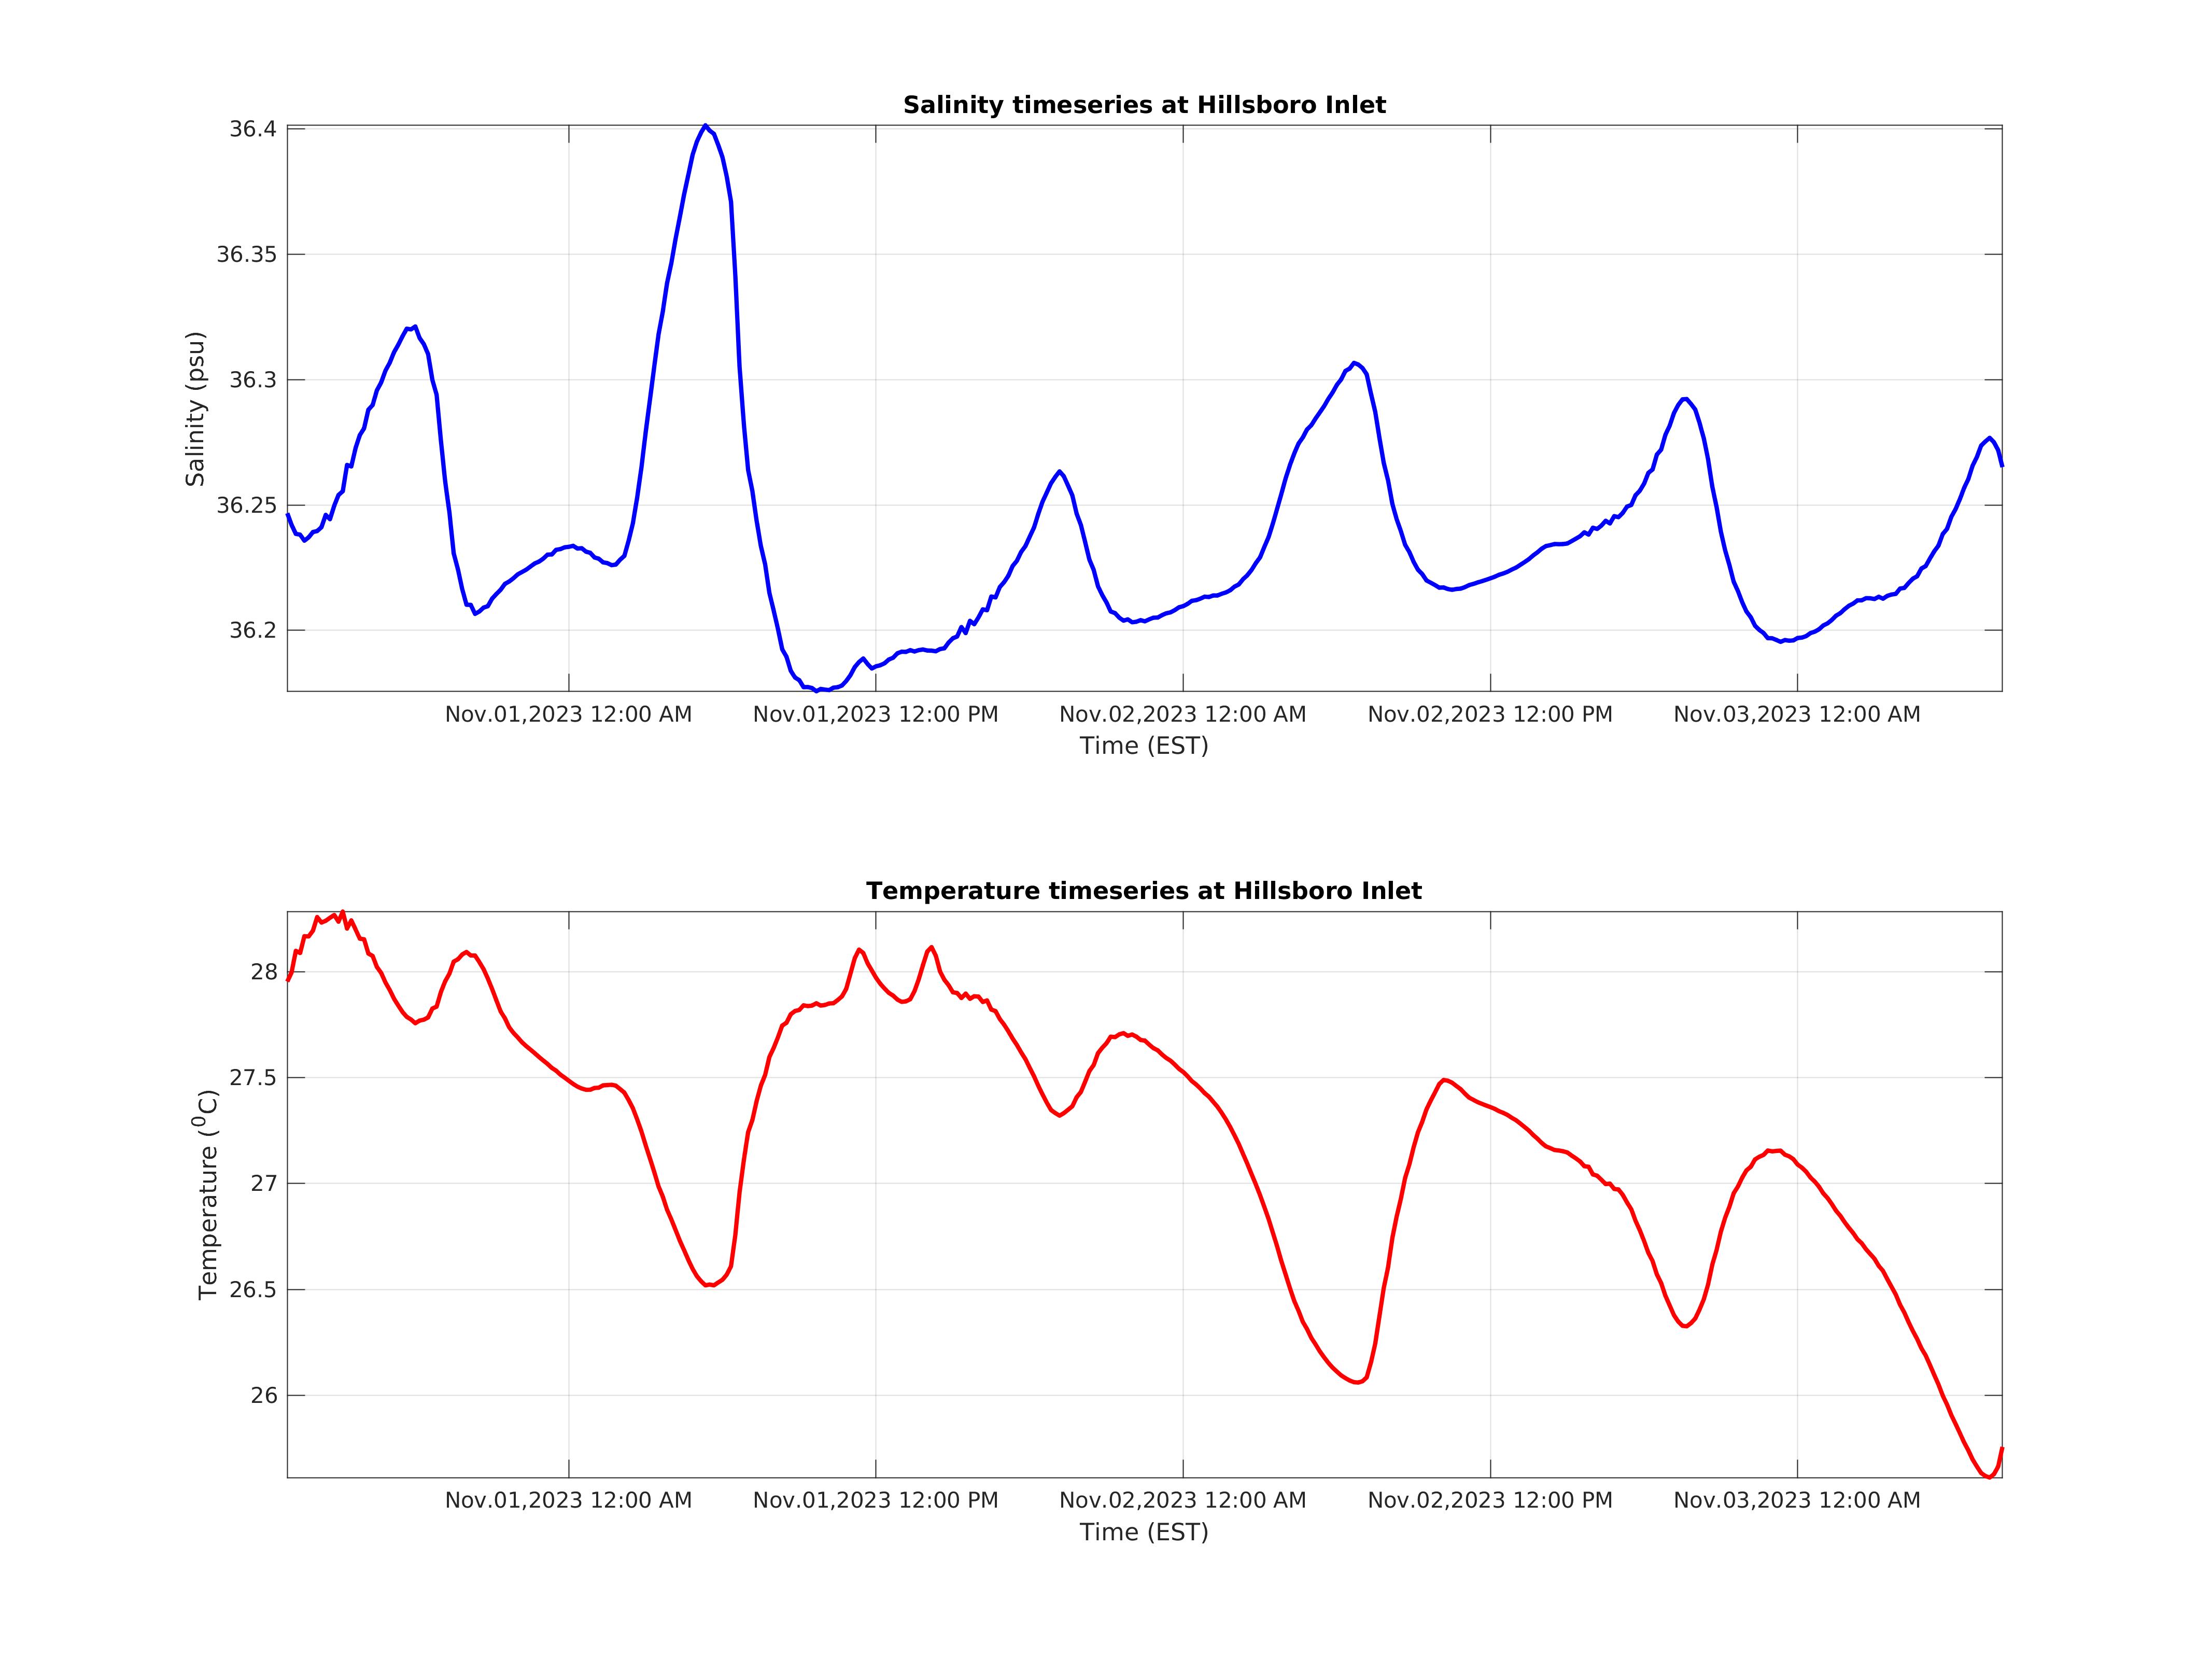 Salinity timeseries at Hillsboro Inlet
36.4
36.35
36.3
36.25
36.2
Salinity (psu)
Nov.01,2023 12:00 AM Nov.01,2023 12:00 PM Nov.02,2023 12:00 AM Nov.02,2023 12:00 PM Nov.03,2023 12:00 AM
Time (EST)
Temperature timeseries at Hillsboro Inlet
28
27.5
27
26.5
26
Temperature (⁰C)
Nov.01,2023 12:00 AM Nov.01,2023 12:00 PM Nov.02,2023 12:00 AM Nov.02,2023 12:00 PM Nov.03,2023 12:00 AM
Time (EST)